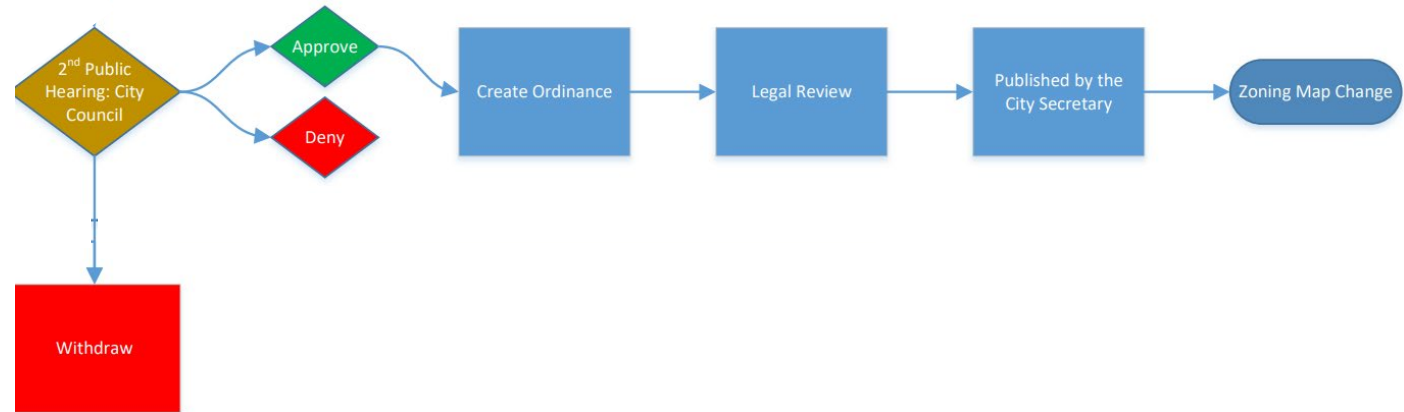 2nd Public
Hearing: City
Council
Approve
Deny
Create Ordinance
Legal Review
Published by the
City Secretary
Zoning Map Change
Withdraw